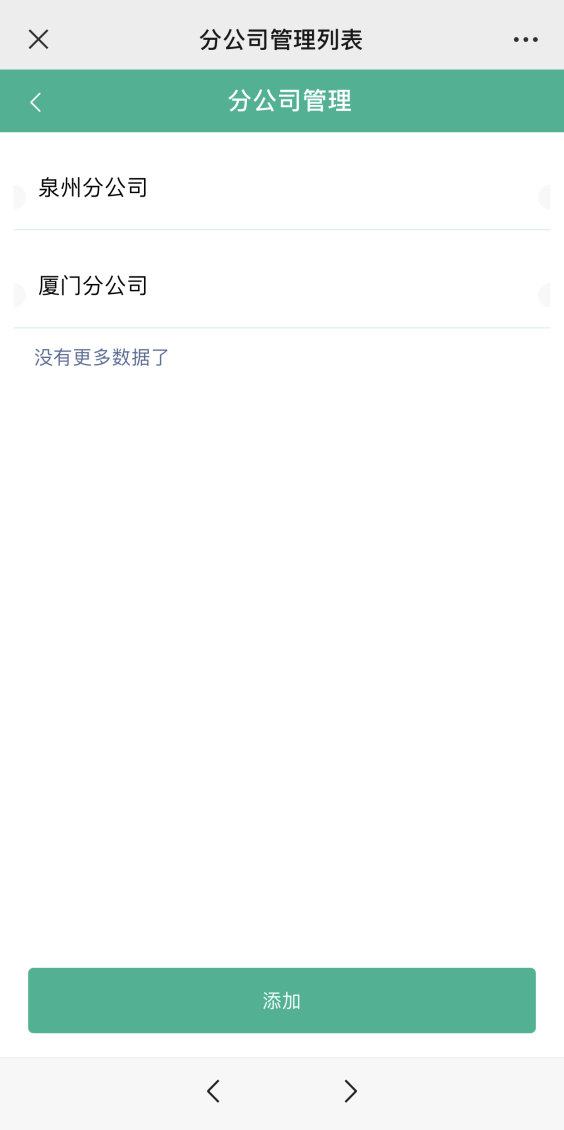 分公司管理列表
分公司管理
泉州分公司
厦门分公司
没有更多数据了
添加